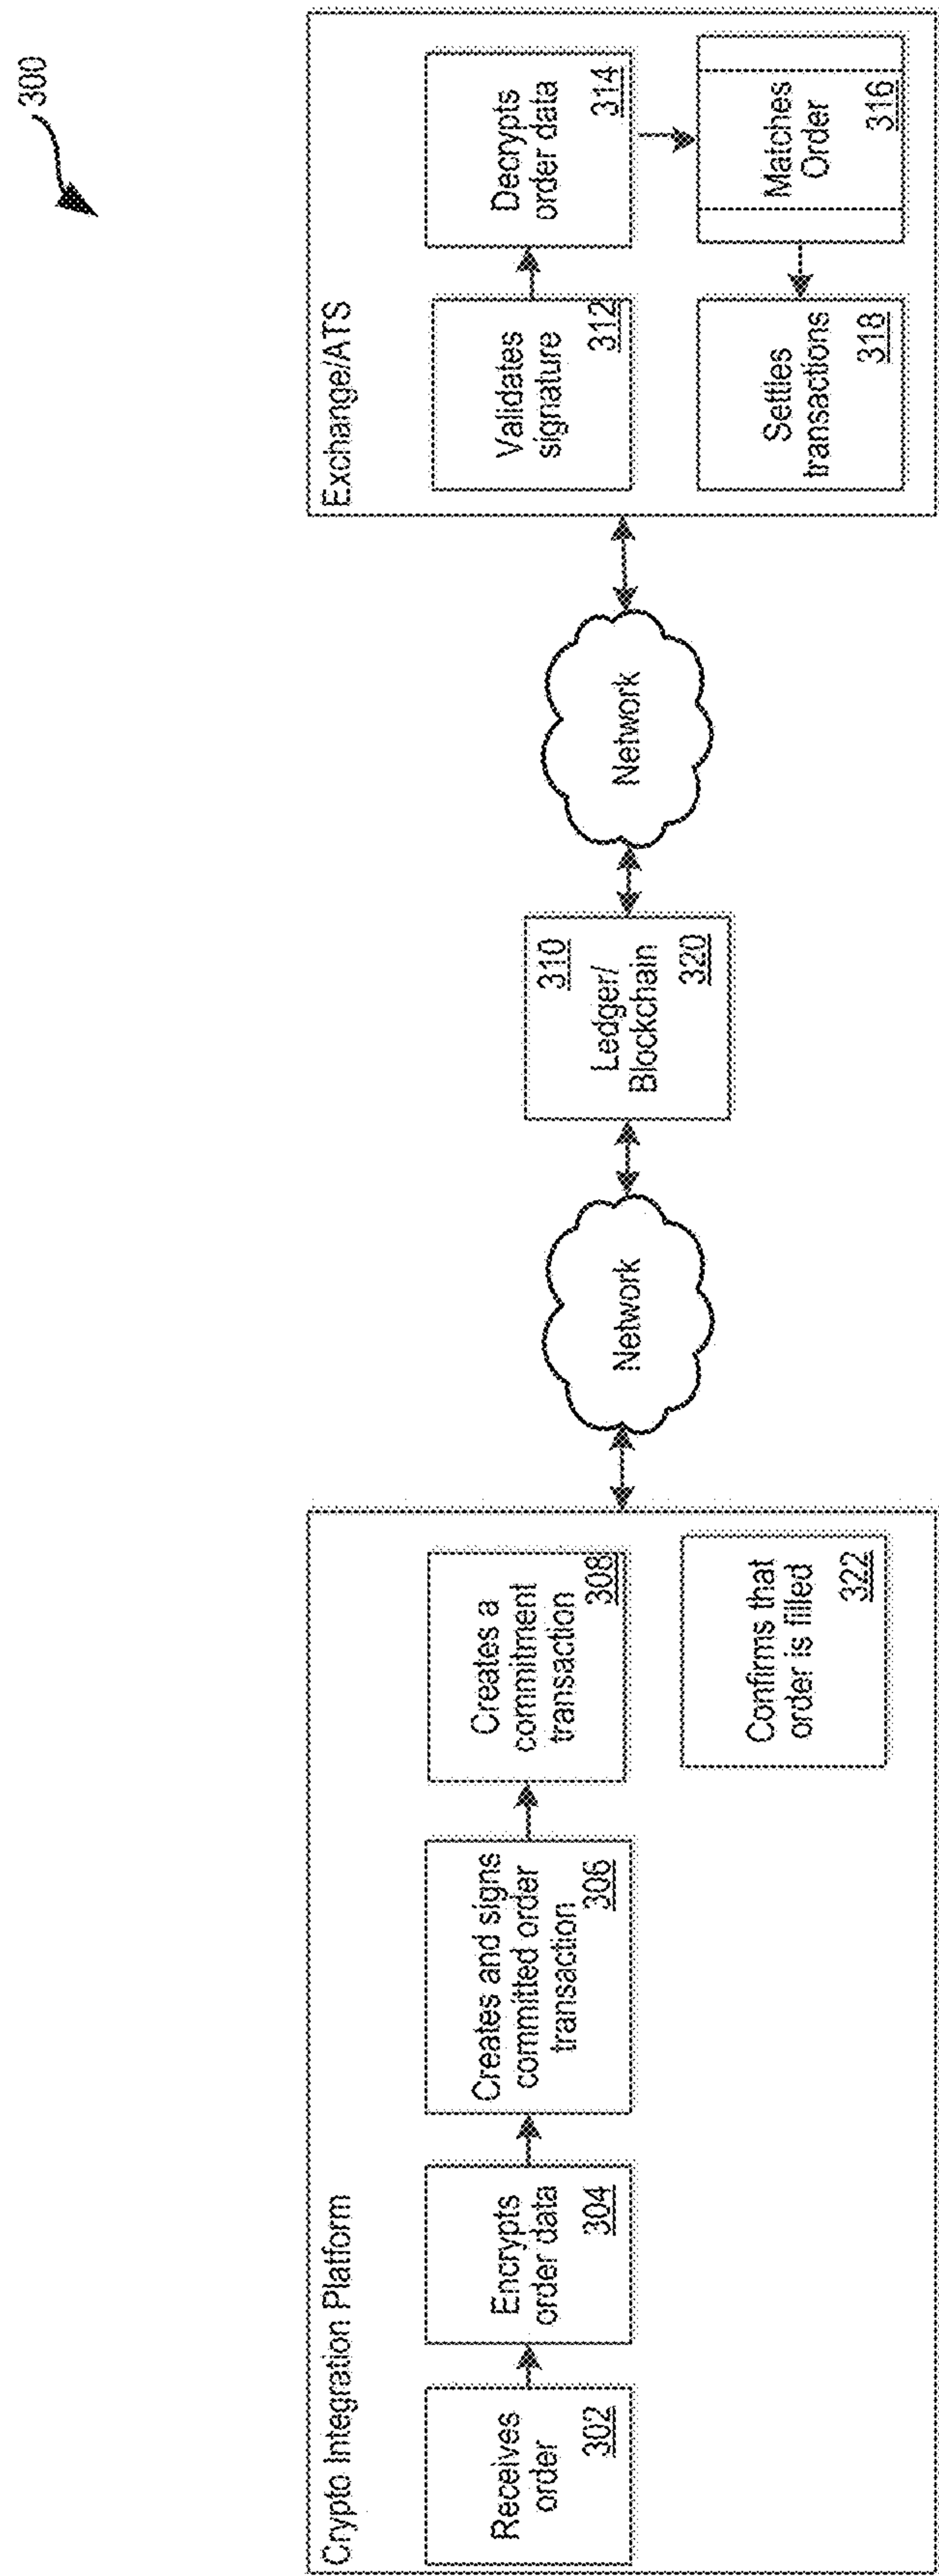 300
Crypto Integration Platform
Receives
order
302
Encrypts
order data
304
Creates and signs
committed order
transaction
306
Creates a
commitment
transaction
308
Confirms that
order is filled
322
Network
310
Ledger/
Blockchain
320
Network
Exchange/ATS
Validates
signature
312
Decrypts
order data
314
Matches
Order
316
Settles
transactions
318